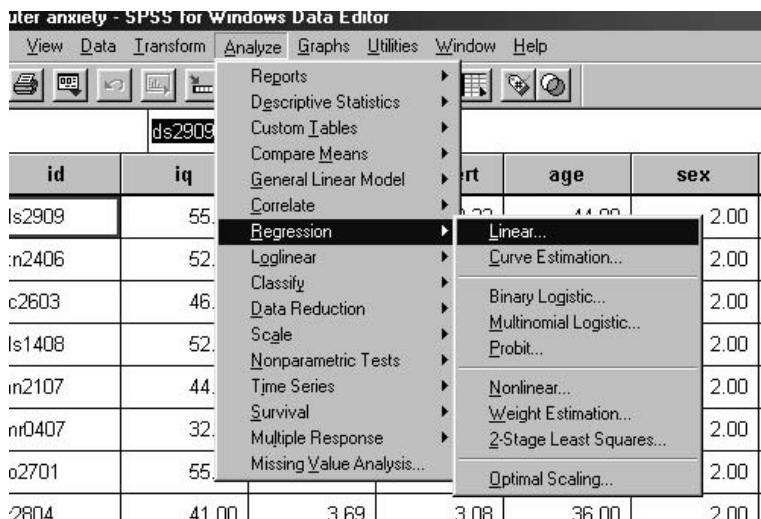 uter anxiety - SPSS for Windows Data Editor
View Data Transform Analyze Graphs Utilities Window Help
ds2909
id iq age sex
Reports
Descriptive Statistics
Custom Tables
Compare Means
General Linear Model
Correlate
Regression
Loglinear
Classify
Data Reduction
Scale
Nonparametric Tests
Time Series
Survival
Multiple Response
Missing Value Analysis...
Linear...
Curve Estimation...
Binary Logistic...
Multinomial Logistic...
Probit...
Nonlinear...
Weight Estimation...
2-Stage Least Squares...
Optimal Scaling...
ls2909 55. 44.00 2.00
n2406 52. 2.00
c2603 46. 2.00
ls1408 52. 2.00
n2107 44. 2.00
r0407 32. 2.00
o2701 55. 2.00
2804 41.00 3.69 3.08 36.00 2.00